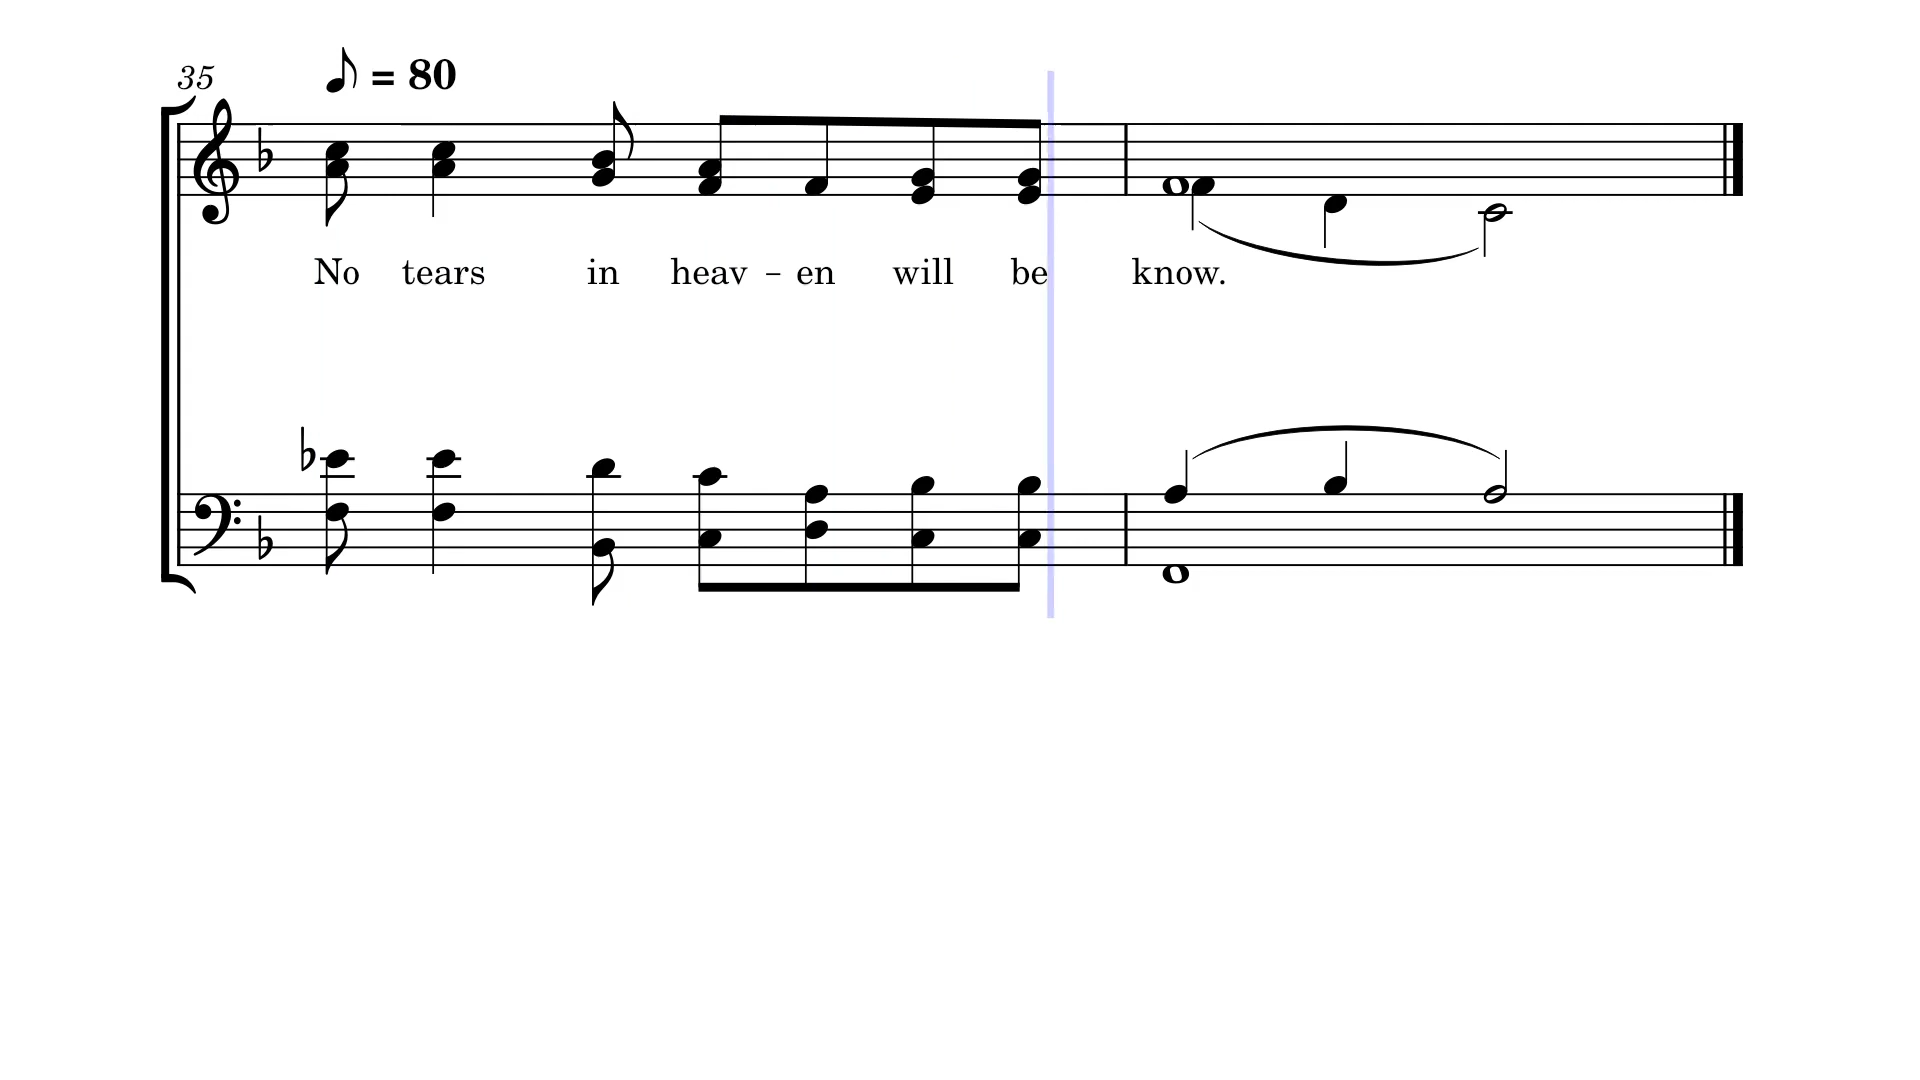 35
♪ = 80
No tears in heav - en will be know.